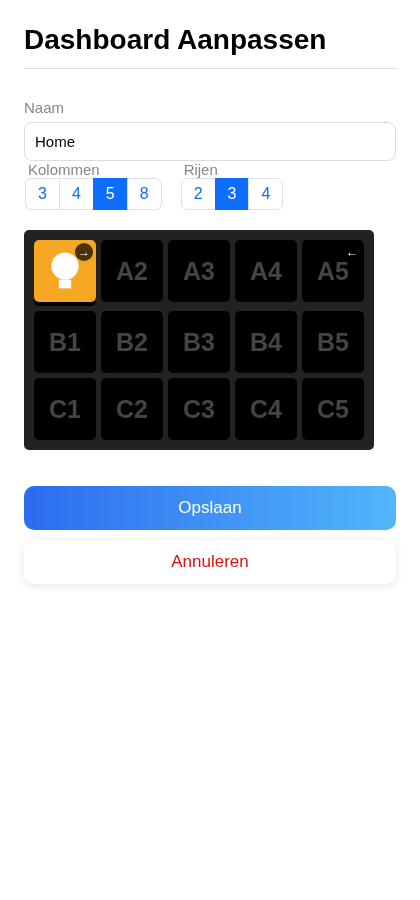 Dashboard Aanpassen
Naam
Home
Kolommen Rijen
3 4 5 8 2 3 4
→ A2 A3 A4 A5 ←
B1 B2 B3 B4 B5
C1 C2 C3 C4 C5
Opslaan
Annuleren